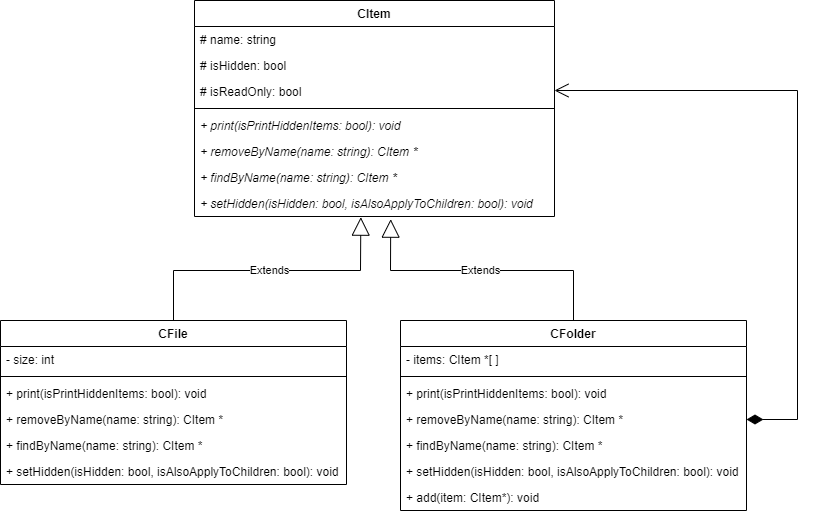 CItem
# name: string
# isHidden: bool
# isReadOnly: bool
+ print(isPrintHiddenItems: bool): void
+ removeByName(name: string): CItem *
+ findByName(name: string): CItem *
+ setHidden(isHidden: bool, isAlsoApplyToChildren: bool): void
Extends
Extends
CFile
- size: int
+ print(isPrintHiddenItems: bool): void
+ removeByName(name: string): CItem *
+ findByName(name: string): CItem *
+ setHidden(isHidden: bool, isAlsoApplyToChildren: bool): void
CFolder
- items: CItem *[ ]
+ print(isPrintHiddenItems: bool): void
+ removeByName(name: string): CItem *
+ findByName(name: string): CItem *
+ setHidden(isHidden: bool, isAlsoApplyToChildren: bool): void
+ add(item: CItem*): void